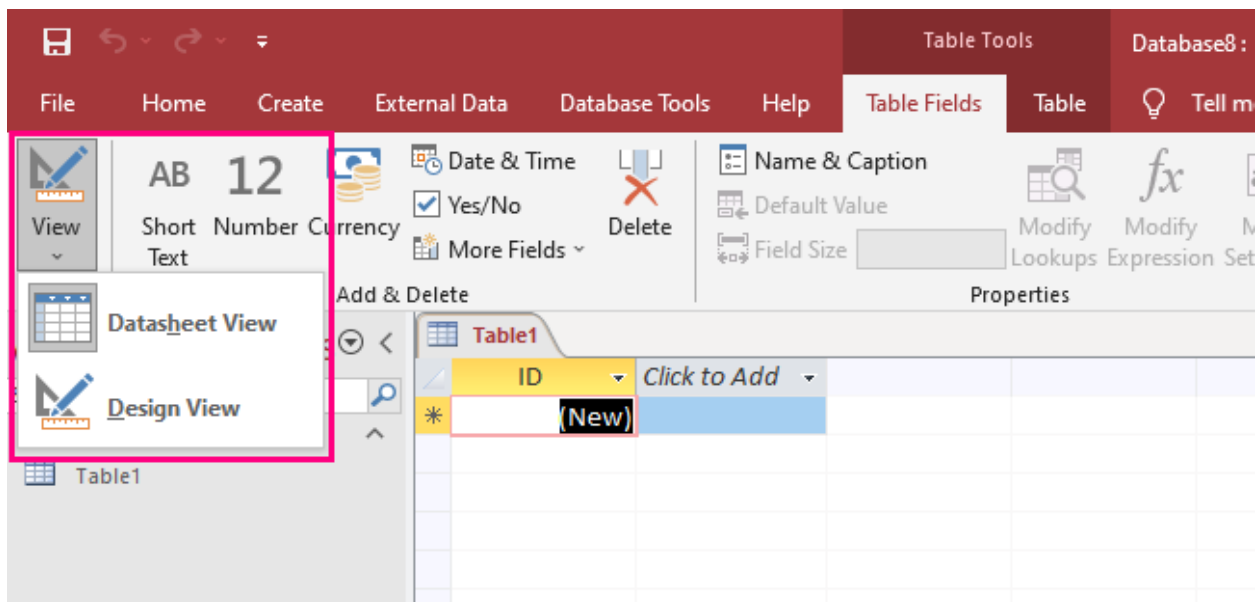 Table Tools
Database8 :
File Home Create External Data Database Tools Help Table Fields Table Tell m
View
AB
Short
Text
12
Number
Currency
Date & Time
Yes/No
More Fields
Delete
Add & Delete
Name & Caption
Default Value
Field Size
Modify
Lookups
fx
Modify
Expression
M
Set
Properties
Datasheet View
Design View
Table1
Table1
ID Click to Add
(New)